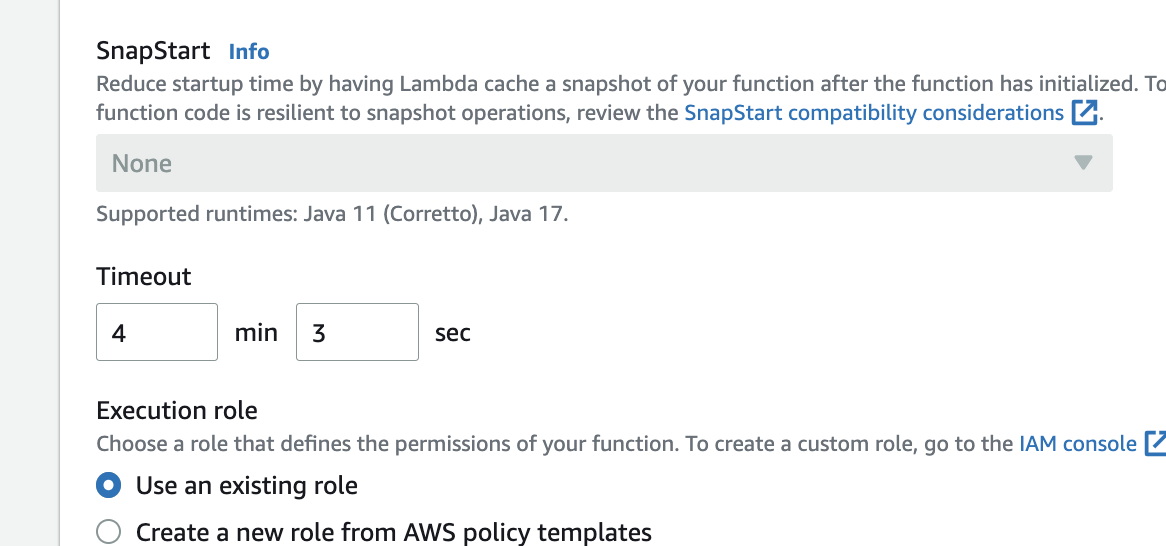 SnapStart Info
Reduce startup time by having Lambda cache a snapshot of your function after the function has initialized. To
function code is resilient to snapshot operations, review the SnapStart compatibility considerations.
None
Supported runtimes: Java 11 (Corretto), Java 17.
Timeout
4 min 3 sec
Execution role
Choose a role that defines the permissions of your function. To create a custom role, go to the IAM console
Use an existing role
Create a new role from AWS policy templates